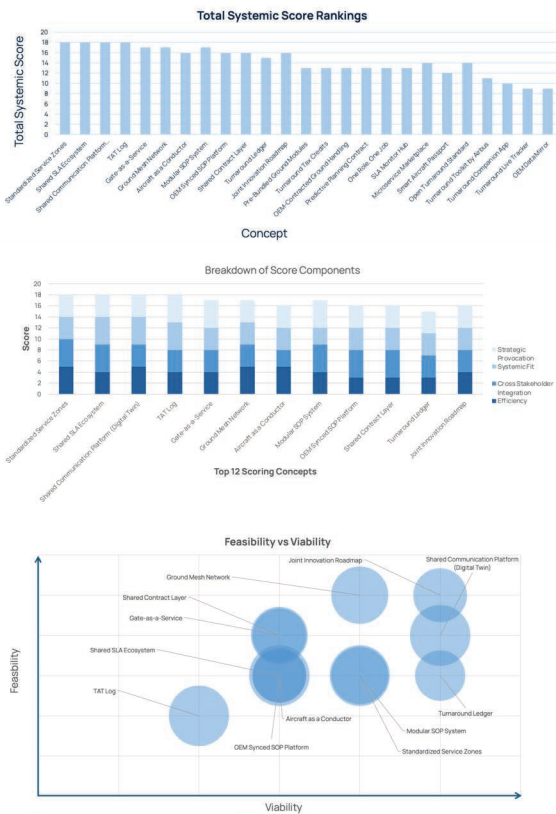 Total Systemic Score Rankings
Total Systemic Score
20
18
16
14
12
10
8
6
4
2
0
Standardized Service Zones
Shared SLA Ecosystem
Shared Communication Platform...
TAT Log
Gate-as-a-Service
Ground Mesh Network
Aircraft as a Conductor
Modular SOP System
OEM Synced SOP Platform
Shared Contract Layer
Turnaround Ledger
Joint Innovation Roadmap
Pre-Bundled Ground Modules
Turnaround Tax Credits
OEM-Contracted Ground Handling
Predictive Planning Contract
One Role, One Job
SLA Monitor Hub
Microservice Marketplace
Smart Aircraft Passport
Open Turnaround Standard
Turnaround Toolkit by Airbus
Turnaround Companion App
Turnaround Live Tracker
OEM Data Mirror
Concept
Breakdown of Score Components
Score
20
18
16
14
12
10
8
6
4
2
0
Strategic
Provocation
Systemic Fit
Cross Stakeholder
Integration
Efficiency
Standardized Service Zones
Shared SLA Ecosystem
Shared Communication Platform (Digital Twin)
TAT Log
Gate-as-a-Service
Ground Mesh Network
Aircraft as a Conductor
Modular SOP System
OEM Synced SOP Platform
Shared Contract Layer
Turnaround Ledger
Joint Innovation Roadmap
Top 12 Scoring Concepts
Feasibility vs Viability
Joint Innovation Roadmap
Shared Communication Platform
(Digital Twin)
Ground Mesh Network
Shared Contract Layer
Gate-as-a-Service
Shared SLA Ecosystem
TAT Log
Aircraft as a Conductor
OEM Synced SOP Platform
Turnaround Ledger
Modular SOP System
Standardized Service Zones
Feasbility
Viability